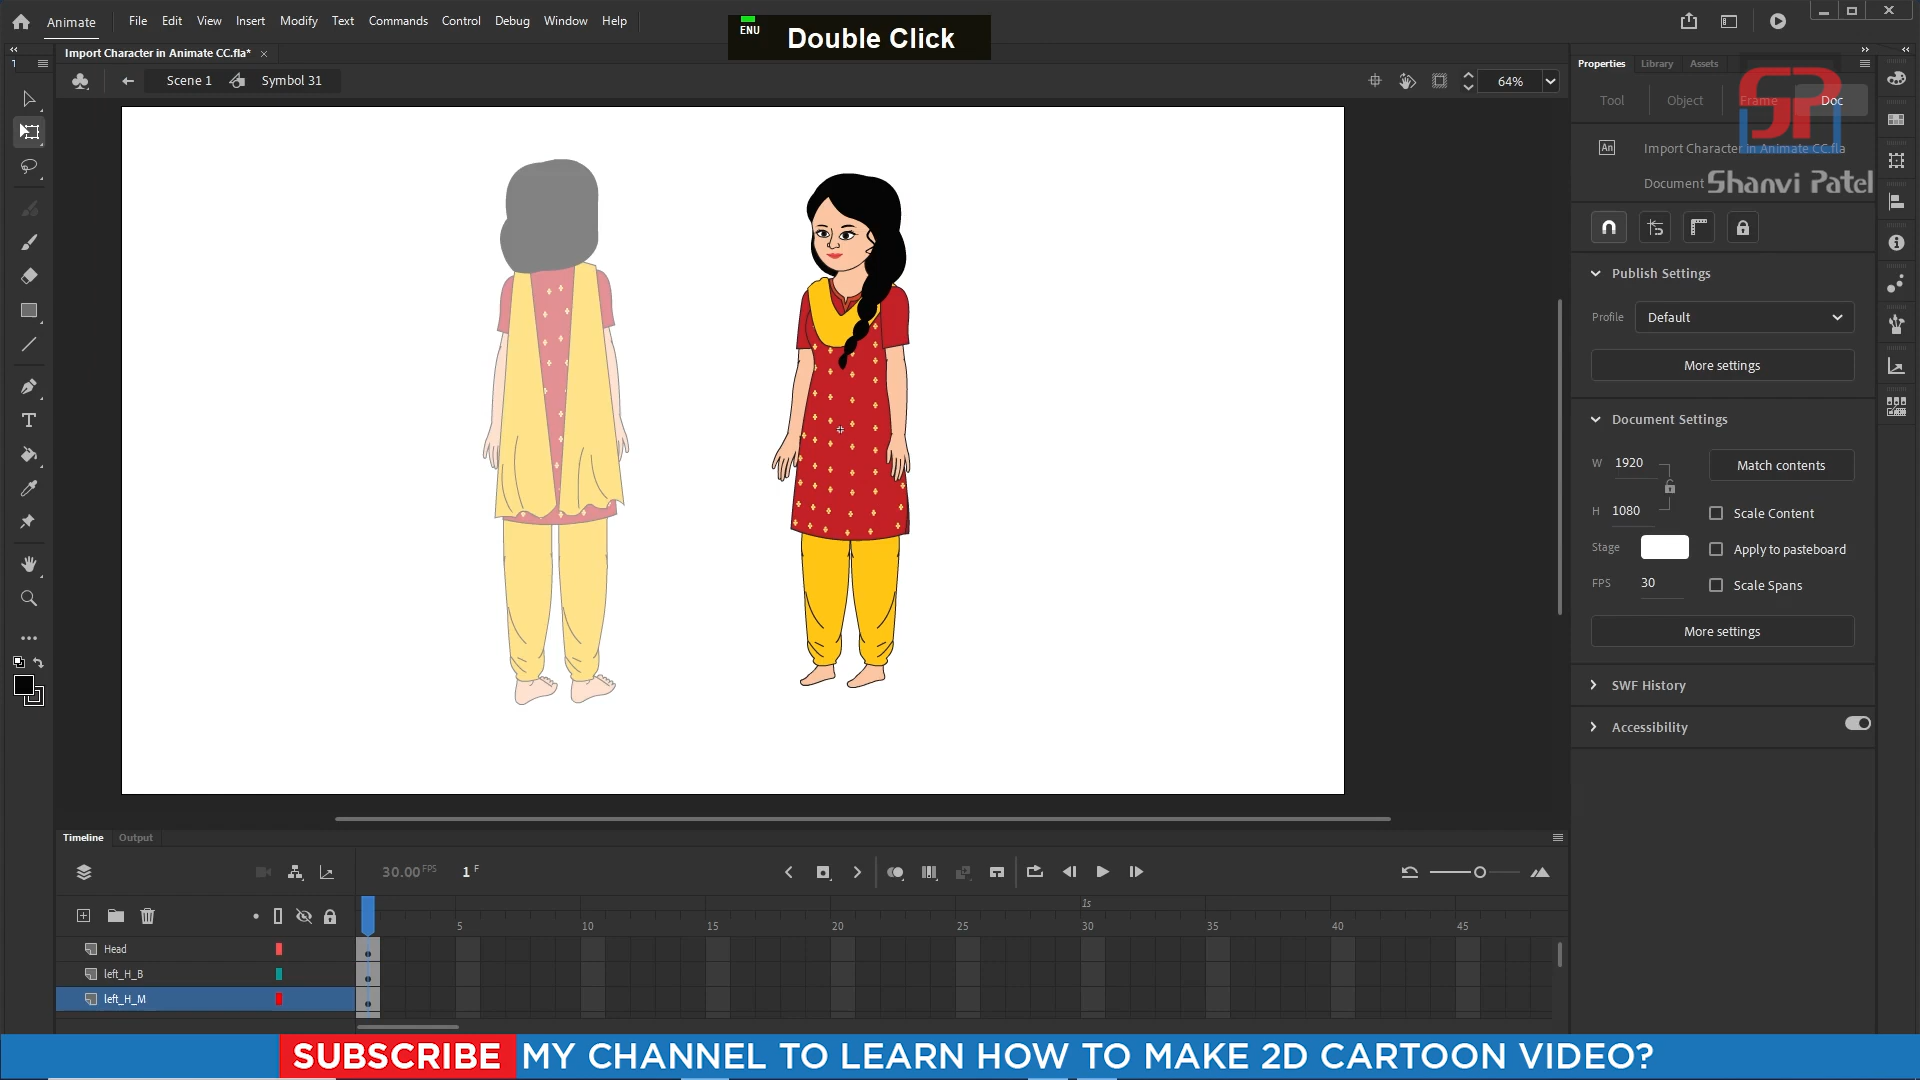 Animate File Edit View Insert Modify Text Commands Control Debug Window Help
ENU Double Click
Import Character in Animate CC.fla*
Scene 1 Symbol 31 64%
Properties Library Assets
Tool Object Frame Doc
SP
An Import Character in Animate CC.fla
Document Shanvi Patel
Publish Settings
Profile Default
More settings
Document Settings
W 1920 Match contents
H 1080 Scale Content
Stage Apply to pasteboard
FPS 30 Scale Spans
More settings
SWF History
Accessibility
Timeline Output
30.00 FPS 1 F
1s
5 10 15 20 25 30 35 40 45
Head
left_H_B
left_H_M
SUBSCRIBE MY CHANNEL TO LEARN HOW TO MAKE 2D CARTOON VIDEO?